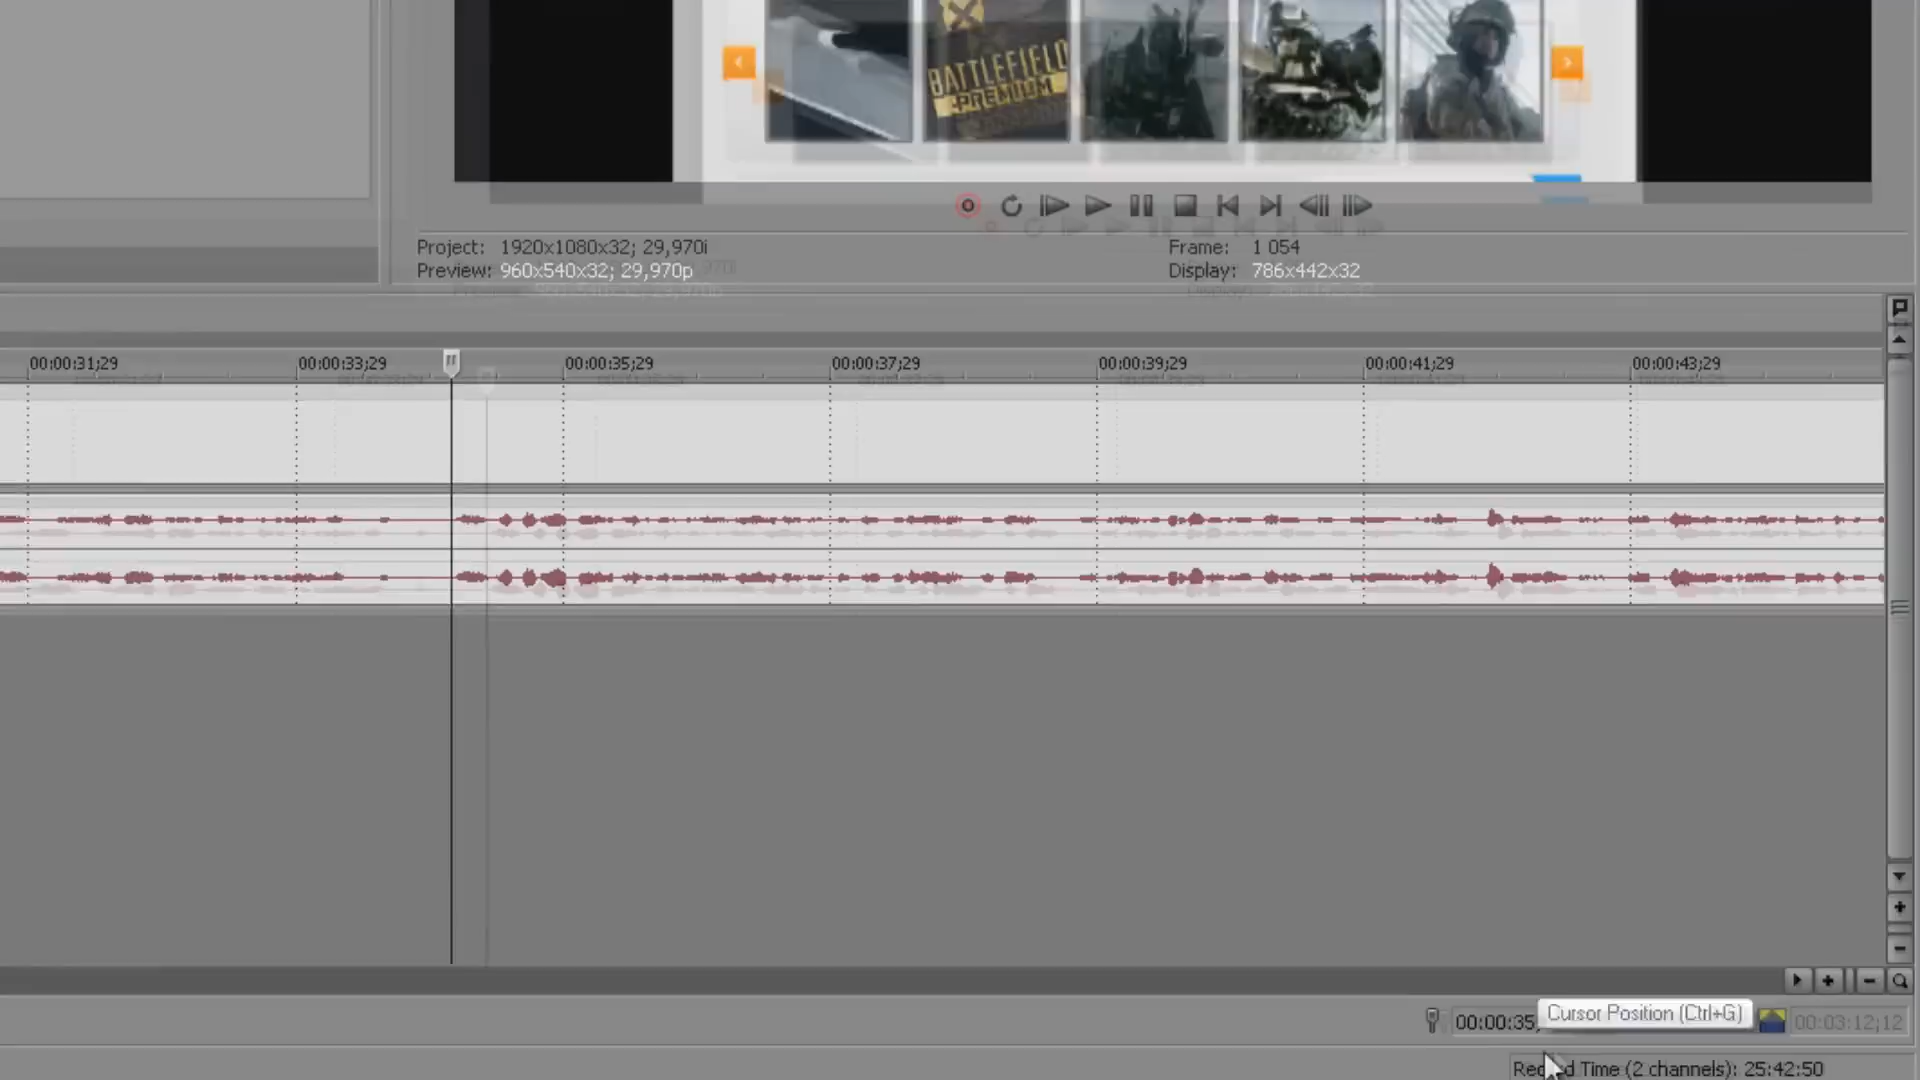 BATTLEFIELD
PREMIUM
Project: 1920x1080x32; 29,970i
Frame: 1 054
Preview: 960x540x32; 29,970p
Display: 786x442x32
00:00:31;29 00:00:33;29 00:00:35;29 00:00:37;29 00:00:39;29 00:00:41;29 00:00:43;29
00:00:35; Cursor Position (Ctrl+G) 00:03:12;12
Time (2 channels): 25:42:50